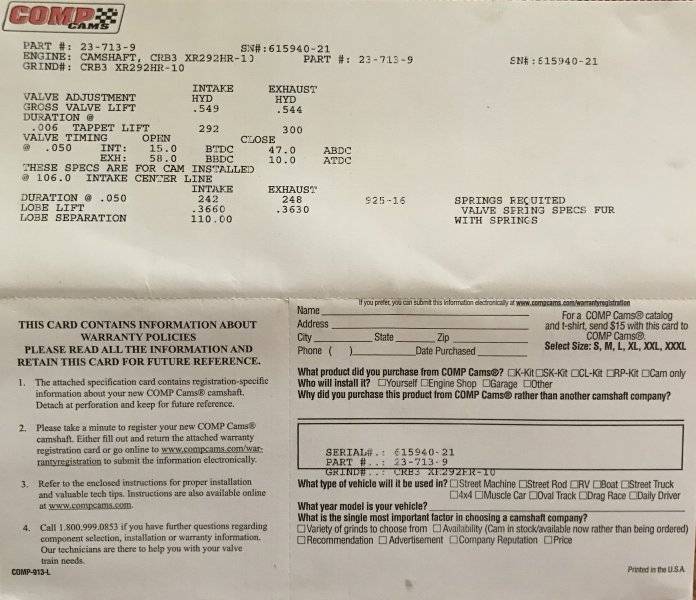 COMP
CAMS
PART #: 23-713-9 SN#:615940-21
ENGINE: CAMSHAFT, CRB3 XR292HR-10 PART #: 23-713-9 SN#:615940-21
GRIND#: CRB3 XR292HR-10
INTAKE EXHAUST
VALVE ADJUSTMENT HYD HYD
GROSS VALVE LIFT .549 .544
DURATION @
.006 TAPPET LIFT 292 300
VALVE TIMING OPEN CLOSE
@ .050 INT: 15.0 BTDC 47.0 ABDC
EXH: 58.0 BBDC 10.0 ATDC
THESE SPECS ARE FOR CAM INSTALLED
@ 106.0 INTAKE CENTER LINE
INTAKE EXHAUST
DURATION @ .050 242 248 925-16 SPRINGS REQUITED
LOBE LIFT .3660 .3630 VALVE SPRING SPECS FUR
LOBE SEPARATION 110.00 WITH SPRINGS
THIS CARD CONTAINS INFORMATION ABOUT
WARRANTY POLICIES
PLEASE READ ALL THE INFORMATION AND
RETAIN THIS CARD FOR FUTURE REFERENCE.
1. The attached specification card contains registration-specific
information about your new COMP Cams® camshaft.
Detach at perforation and keep for future reference.
2. Please take a minute to register your new COMP Cams®
camshaft. Either fill out and return the attached warranty
registration card or go online to www.compcams.com/war-
rantyregistration to submit the information electronically.
3. Refer to the enclosed instructions for proper installation
and valuable tech tips. Instructions are also available online
at www.compcams.com.
4. Call 1.800.999.0853 if you have further questions regarding
component selection, installation or warranty information.
Our technicians are there to help you with your valve
train needs.
COMP-913-L
If you prefer, you can submit this information electronically at www.compcams.com/warrantyregistration
Name
Address
City State Zip
Phone ( ) Date Purchased
For a COMP Cams® catalog
and t-shirt, send $15 with this card to
COMP Cams®.
Select Size: S, M, L, XL, XXL, XXXL
What product did you purchase from COMP Cams®? ☐K-Kit ☐SK-Kit ☐CL-Kit ☐RP-Kit ☐Cam only
Who will install it? ☐Yourself ☐Engine Shop ☐Garage ☐Other
Why did you purchase this product from COMP Cams® rather than another camshaft company?
SERIAL#.: 615940-21
PART #..: 23-713-9
GRIND#..: CRB3 XR292HR-10
What type of vehicle will it be used in? ☐Street Machine ☐Street Rod ☐RV ☐Boat ☐Street Truck
☐4x4 ☐Muscle Car ☐Oval Track ☐Drag Race ☐Daily Driver
What year model is your vehicle?
What is the single most important factor in choosing a camshaft company?
☐Variety of grinds to choose from ☐Availability (Cam in stock/available now rather than being ordered)
☐Recommendation ☐Advertisement ☐Company Reputation ☐Price
Printed in the U.S.A.